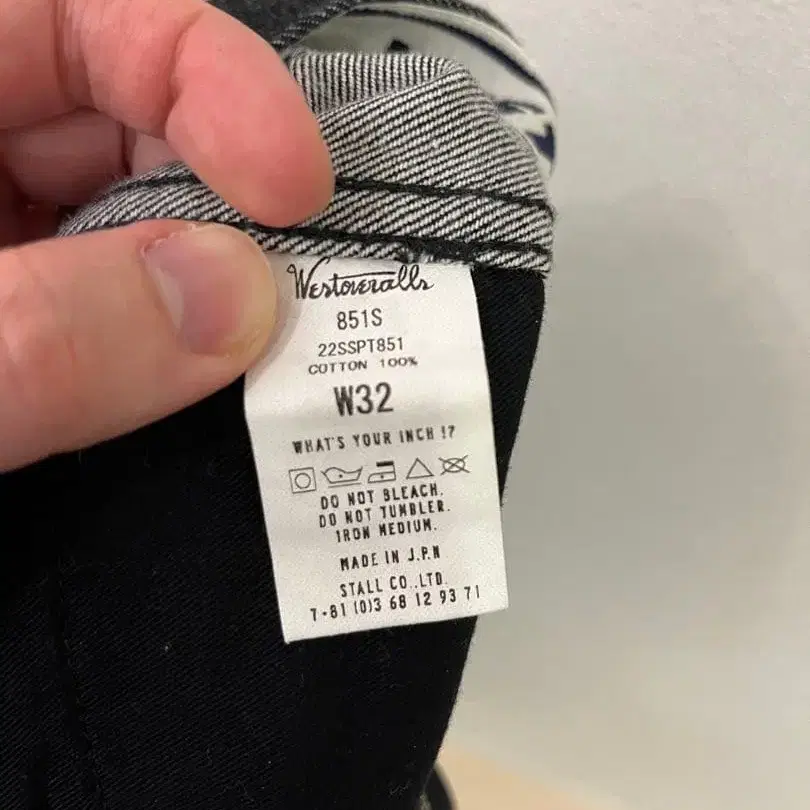 Westoveralls
851S
22SSPT851
COTTON 100%
W32
WHAT'S YOUR INCH !?
DO NOT BLEACH.
DO NOT TUMBLER.
IRON MEDIUM.
MADE IN J.P.N
STALL CO.,LTD.
7-81 (0)3 68 12 93 71